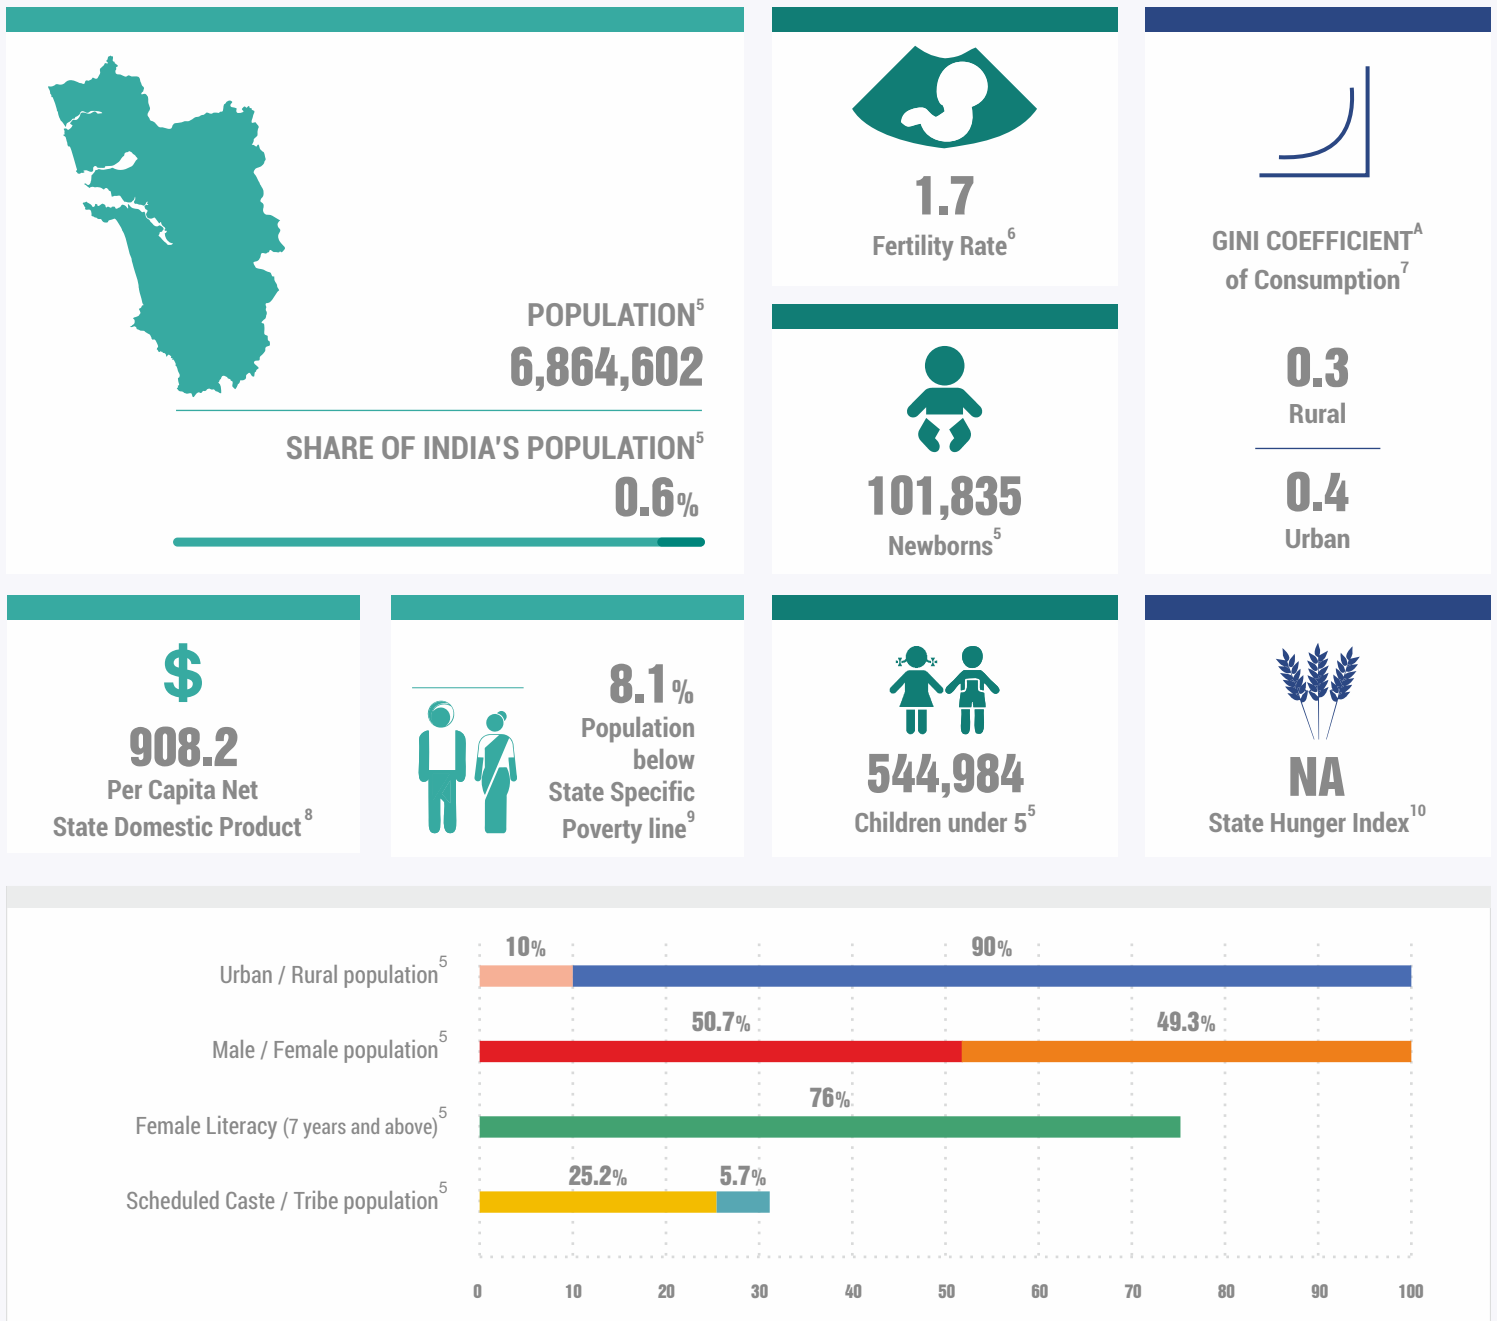 POPULATION5
6,864,602
SHARE OF INDIA'S POPULATION5
0.6%
1.7
Fertility Rate6
101,835
Newborns5
GINI COEFFICIENTA
of Consumption7
0.3
Rural
0.4
Urban
$
908.2
Per Capita Net
State Domestic Product8
8.1%
Population
below
State Specific
Poverty line9
544,984
Children under 55
NA
State Hunger Index10
10% 90%
Urban / Rural population5
50.7% 49.3%
Male / Female population5
76%
Female Literacy (7 years and above)5
25.2% 5.7%
Scheduled Caste / Tribe population5
0 10 20 30 40 50 60 70 80 90 100